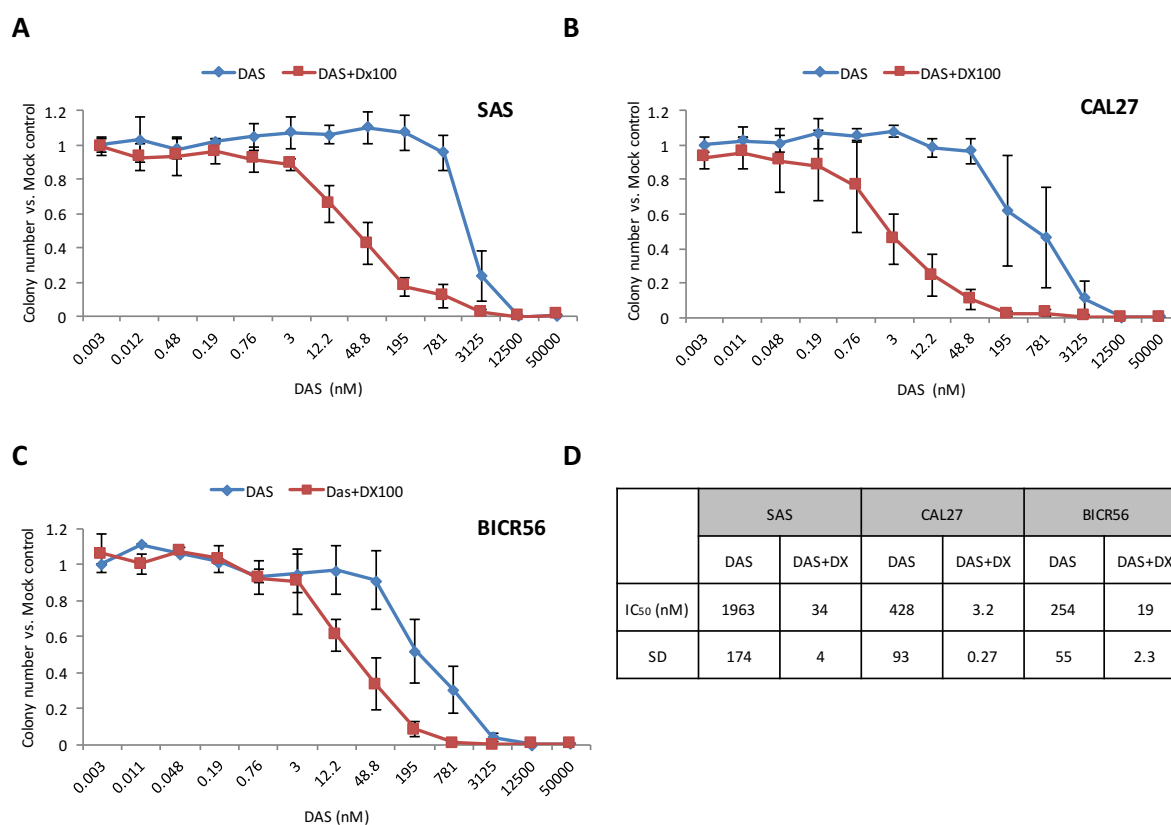 A
DAS DAS+Dx100
SAS
Colony number vs. Mock control
1.2
1
0.8
0.6
0.4
0.2
0
0.003 0.012 0.48 0.19 0.76 3 12.2 48.8 195 781 3125 12500 50000
DAS (nM)
B
DAS DAS+DX100
CAL27
Colony number vs. Mock control
1.2
1
0.8
0.6
0.4
0.2
0
0.003 0.011 0.048 0.19 0.76 3 12.2 48.8 195 781 3125 12500 50000
DAS (nM)
C
DAS Das+DX100
BICR56
Colony number vs. Mock control
1.2
1
0.8
0.6
0.4
0.2
0
0.003 0.011 0.048 0.19 0.76 3 12.2 48.8 195 781 3125 12500 50000
DAS (nM)
D
SAS CAL27 BICR56
DAS DAS+DX DAS DAS+DX DAS DAS+DX
IC50 (nM) 1963 34 428 3.2 254 19
SD 174 4 93 0.27 55 2.3